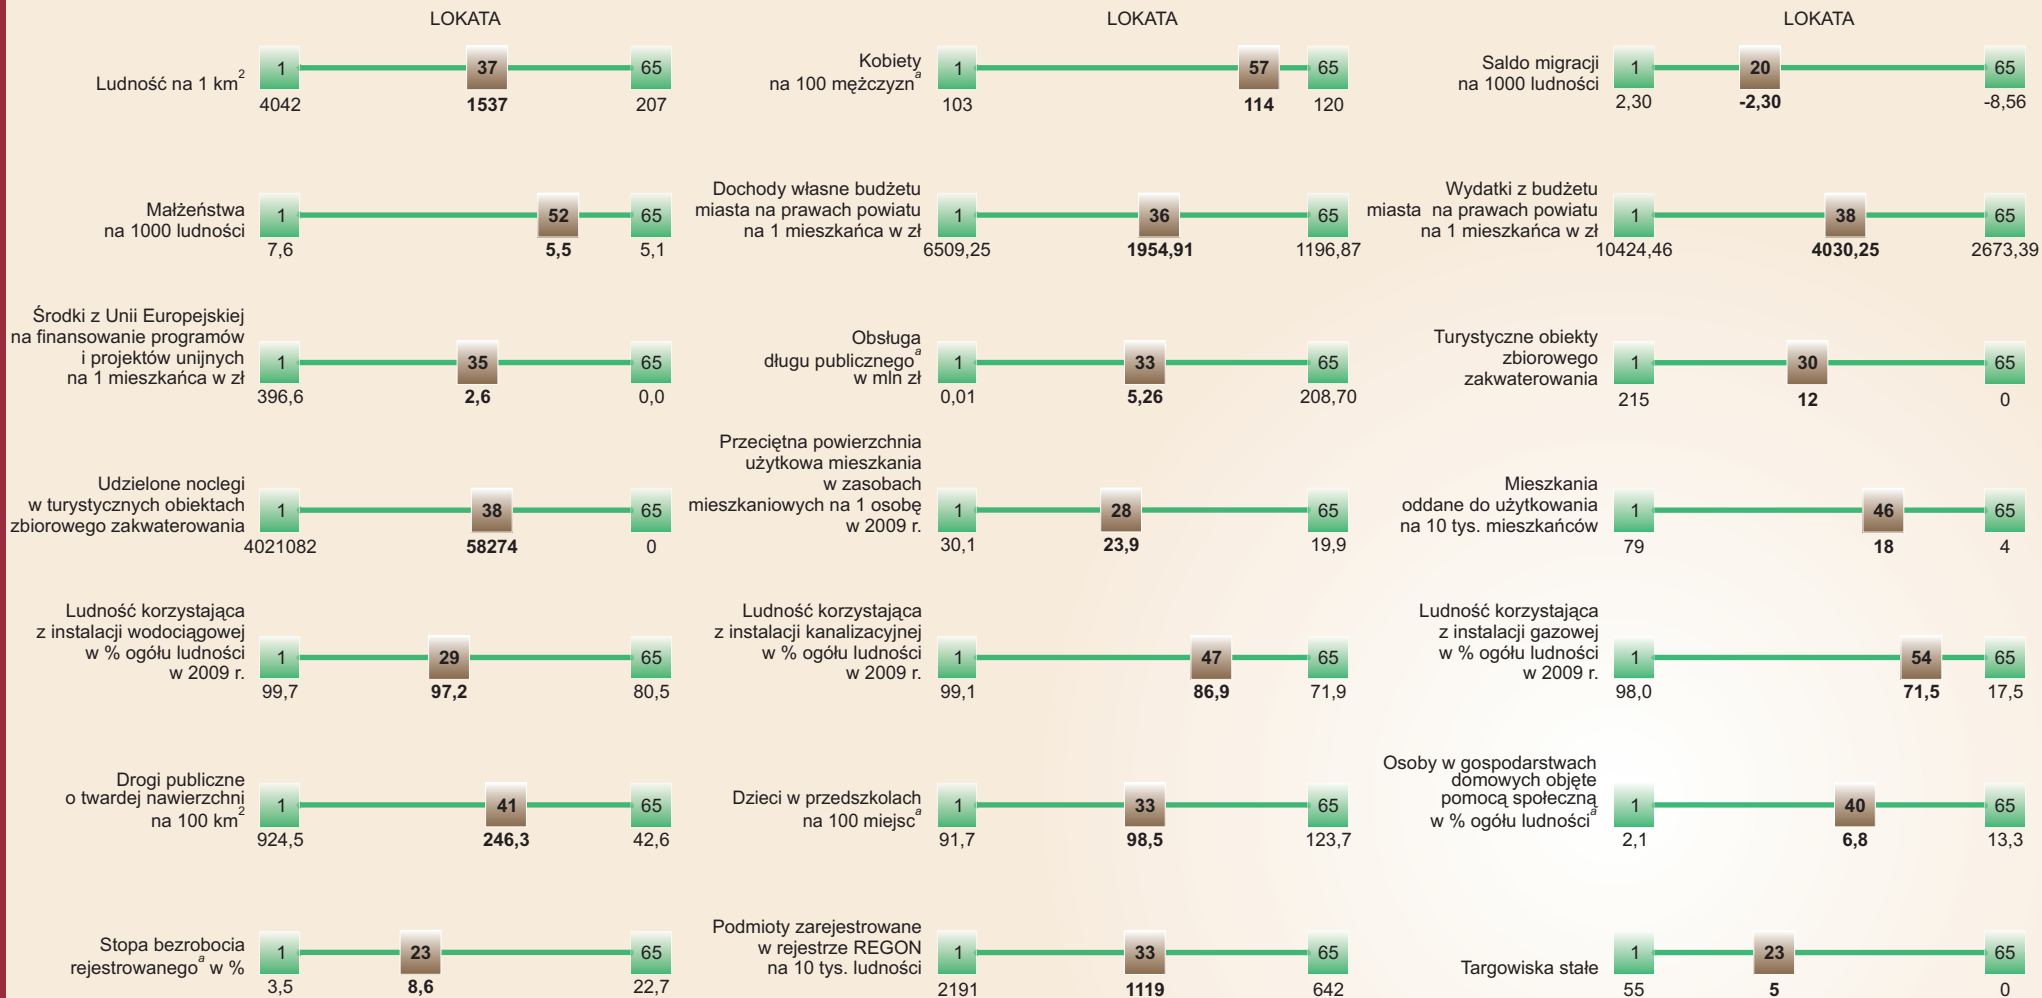 LOKATA
LOKATA
LOKATA
Ludność na 1 km²
1
37
65
4042
1537
207
Kobiety
na 100 mężczyznᵃ
1
57
65
103
114
120
Saldo migracji
na 1000 ludności
1
20
65
2,30
-2,30
-8,56
Małżeństwa
na 1000 ludności
1
52
65
7,6
5,5
5,1
Dochody własne budżetu
miasta na prawach powiatu
na 1 mieszkańca w zł
1
36
65
6509,25
1954,91
1196,87
Wydatki z budżetu
miasta na prawach powiatu
na 1 mieszkańca w zł
1
38
65
10424,46
4030,25
2673,39
Środki z Unii Europejskiej
na finansowanie programów
i projektów unijnych
na 1 mieszkańca w zł
1
35
65
396,6
2,6
0,0
Obsługa
długu publicznegoᵃ
w mln zł
1
33
65
0,01
5,26
208,70
Turystyczne obiekty
zbiorowego
zakwaterowania
1
30
65
215
12
0
Udzielone noclegi
w turystycznych obiektach
zbiorowego zakwaterowania
1
38
65
4021082
58274
0
Przeciętna powierzchnia
użytkowa mieszkania
w zasobach
mieszkaniowych na 1 osobę
w 2009 r.
1
28
65
30,1
23,9
19,9
Mieszkania
oddane do użytkowania
na 10 tys. mieszkańców
1
46
65
79
18
4
Ludność korzystająca
z instalacji wodociągowej
w % ogółu ludności
w 2009 r.
1
29
65
99,7
97,2
80,5
Ludność korzystająca
z instalacji kanalizacyjnej
w % ogółu ludności
w 2009 r.
1
47
65
99,1
86,9
71,9
Ludność korzystająca
z instalacji gazowej
w % ogółu ludności
w 2009 r.
1
54
65
98,0
71,5
17,5
Drogi publiczne
o twardej nawierzchni
na 100 km²
1
41
65
924,5
246,3
42,6
Dzieci w przedszkolach
na 100 miejscᵃ
1
33
65
91,7
98,5
123,7
Osoby w gospodarstwach
domowych objęte
pomocą społeczną
w % ogółu ludnościᵃ
1
40
65
2,1
6,8
13,3
Stopa bezrobocia
rejestrowanegoᵃ w %
1
23
65
3,5
8,6
22,7
Podmioty zarejestrowane
w rejestrze REGON
na 10 tys. ludności
1
33
65
2191
1119
642
Targowiska stałe
1
23
65
55
5
0